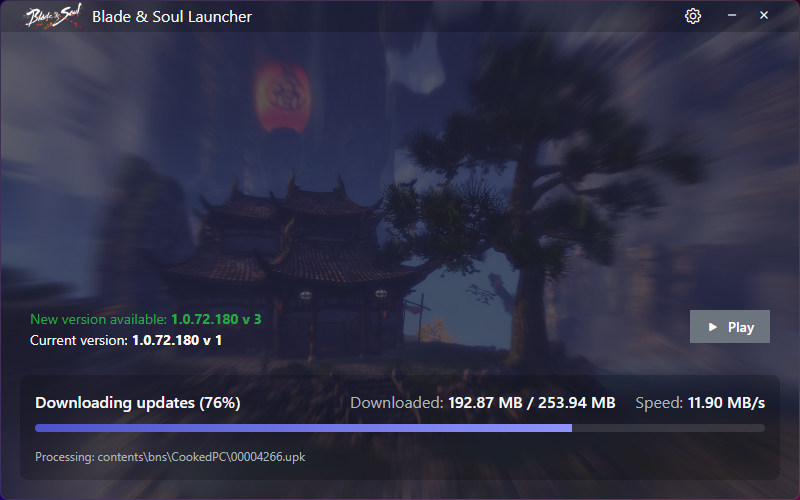 Blade & Soul Blade & Soul Launcher
New version available: 1.0.72.180 v 3
Current version: 1.0.72.180 v 1
Play
Downloading updates (76%) Downloaded: 192.87 MB / 253.94 MB Speed: 11.90 MB/s
Processing: contents\bns\CookedPC\00004266.upk